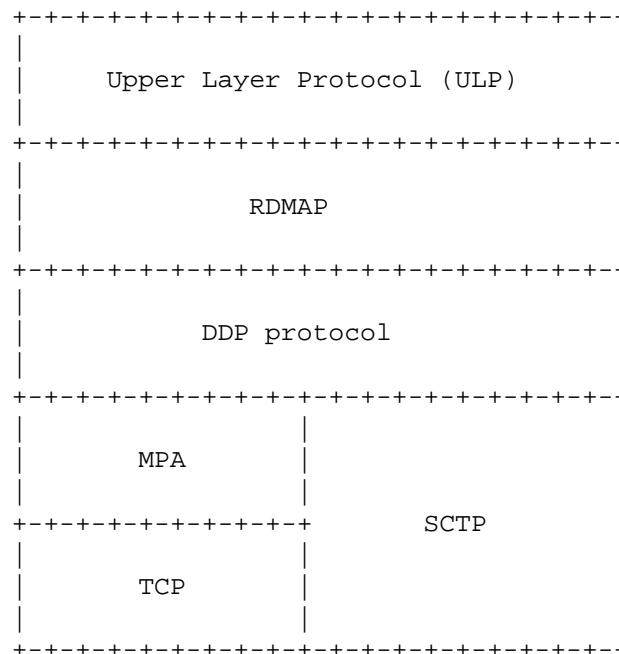 Upper Layer Protocol (ULP)
RDMAP
DDP protocol
MPA
SCTP
TCP